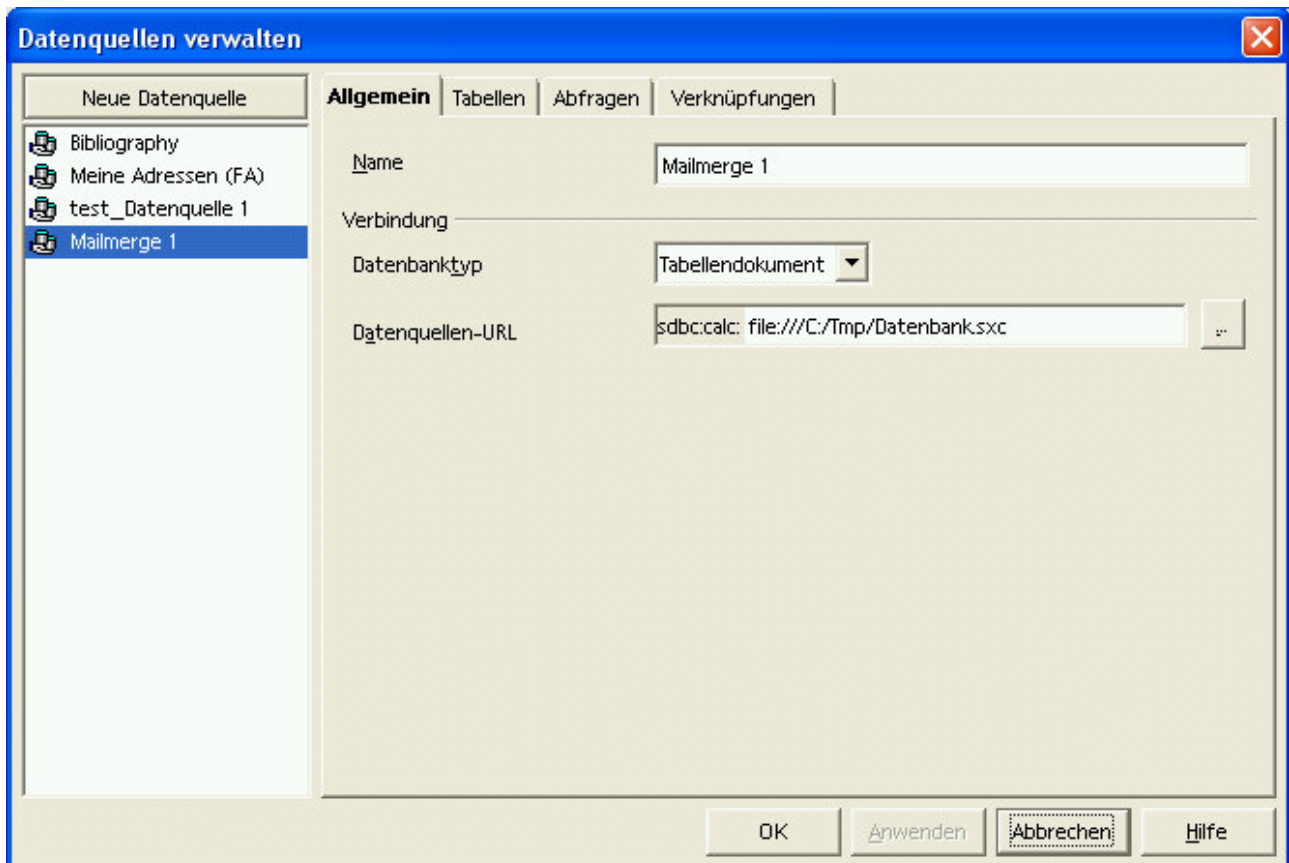 Datenquellen verwalten
Neue Datenquelle
Bibliography
Meine Adressen (FA)
test_Datenquelle 1
Mailmerge 1
Allgemein Tabellen Abfragen Verknüpfungen
Name Mailmerge 1
Verbindung
Datenbanktyp Tabellendokument
Datenquellen-URL sdbc:calc: file:///C:/Tmp/Datenbank.sxc ...
OK Anwenden Abbrechen Hilfe